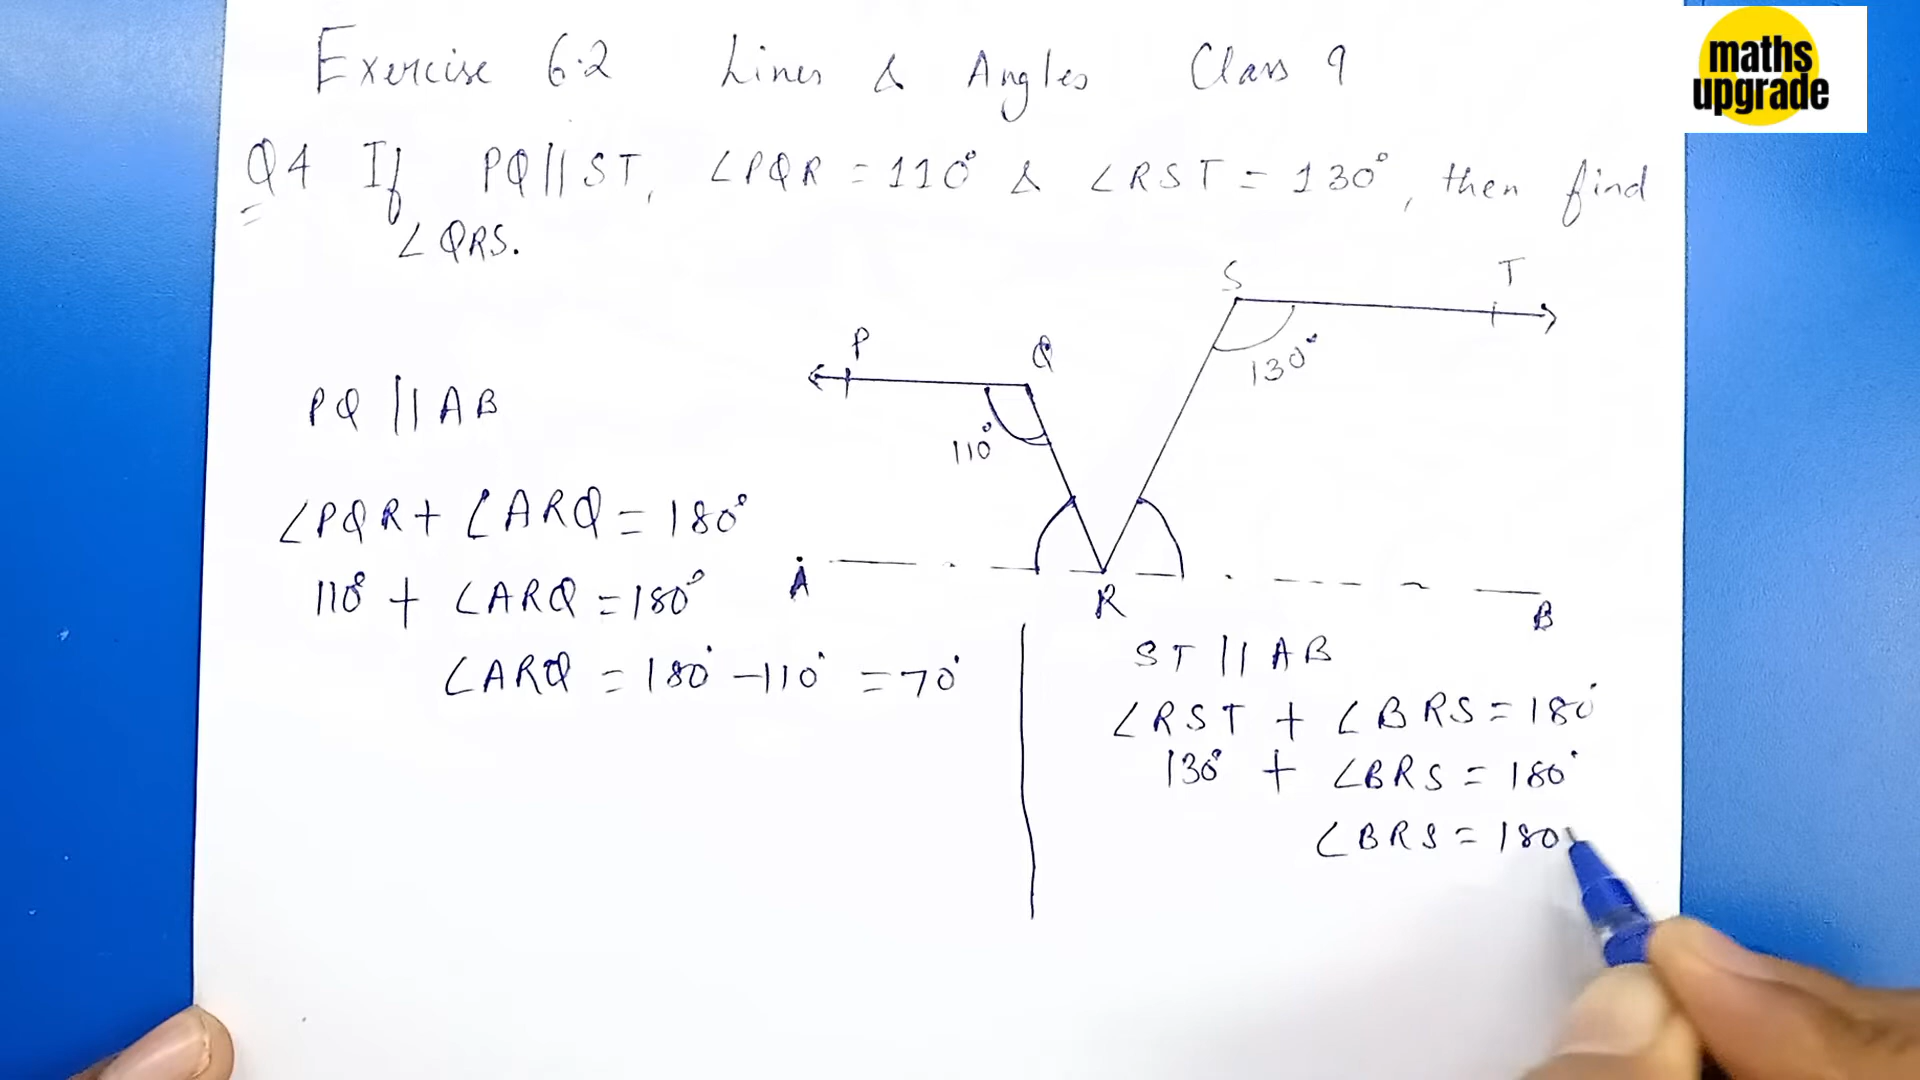 Exercise 6.2 Lines & Angles Class 9
maths
upgrade
Q4 If PQ || ST, ∠PQR = 110° & ∠RST = 130°, then find
∠QRS.
S T
P Q
130°
110°
A R B
PQ || AB
∠PQR + ∠ARQ = 180°
110° + ∠ARQ = 180°
∠ARQ = 180° - 110° = 70°
ST || AB
∠RST + ∠BRS = 180°
130° + ∠BRS = 180°
∠BRS = 180